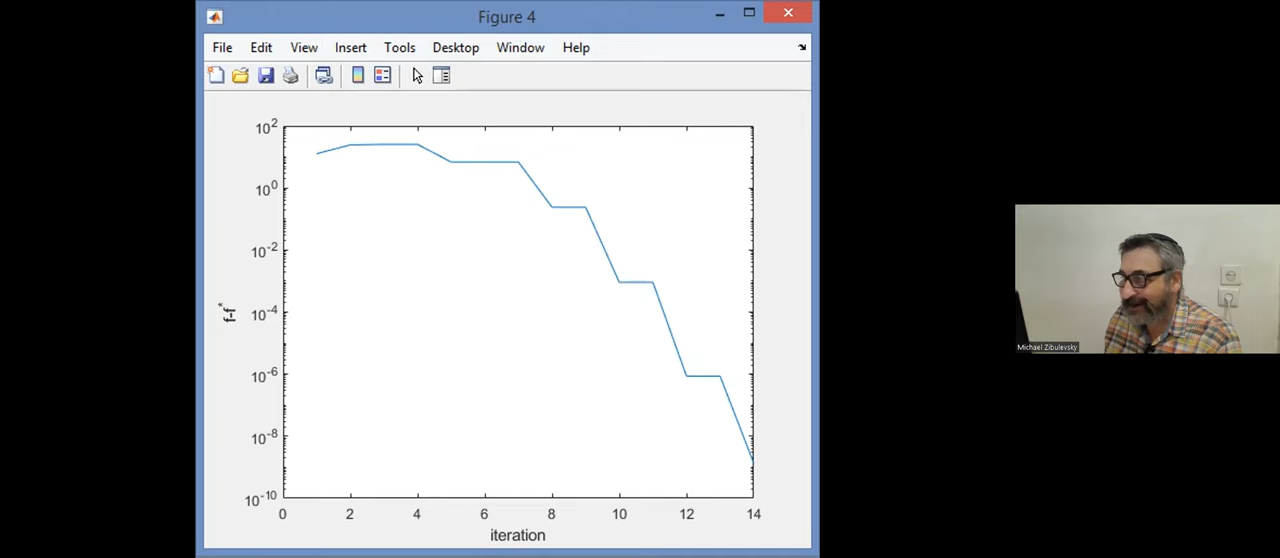 Figure 4
File Edit View Insert Tools Desktop Window Help
10^2
10^0
10^-2
10^-4
10^-6
10^-8
10^-10
f-f*
0 2 4 6 8 10 12 14
iteration
Michael Zibulevsky